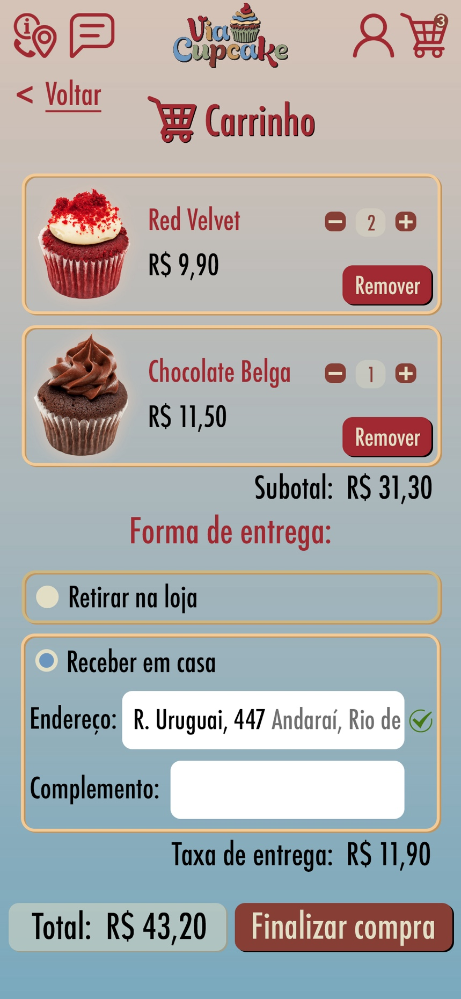 Via
Cupcake
3
< Voltar
Carrinho
Red Velvet
2
R$ 9,90
Remover
Chocolate Belga
1
R$ 11,50
Remover
Subotal: R$ 31,30
Forma de entrega:
Retirar na loja
Receber em casa
Endereço: R. Uruguai, 447 Andaraí, Rio de
Complemento:
Taxa de entrega: R$ 11,90
Total: R$ 43,20
Finalizar compra